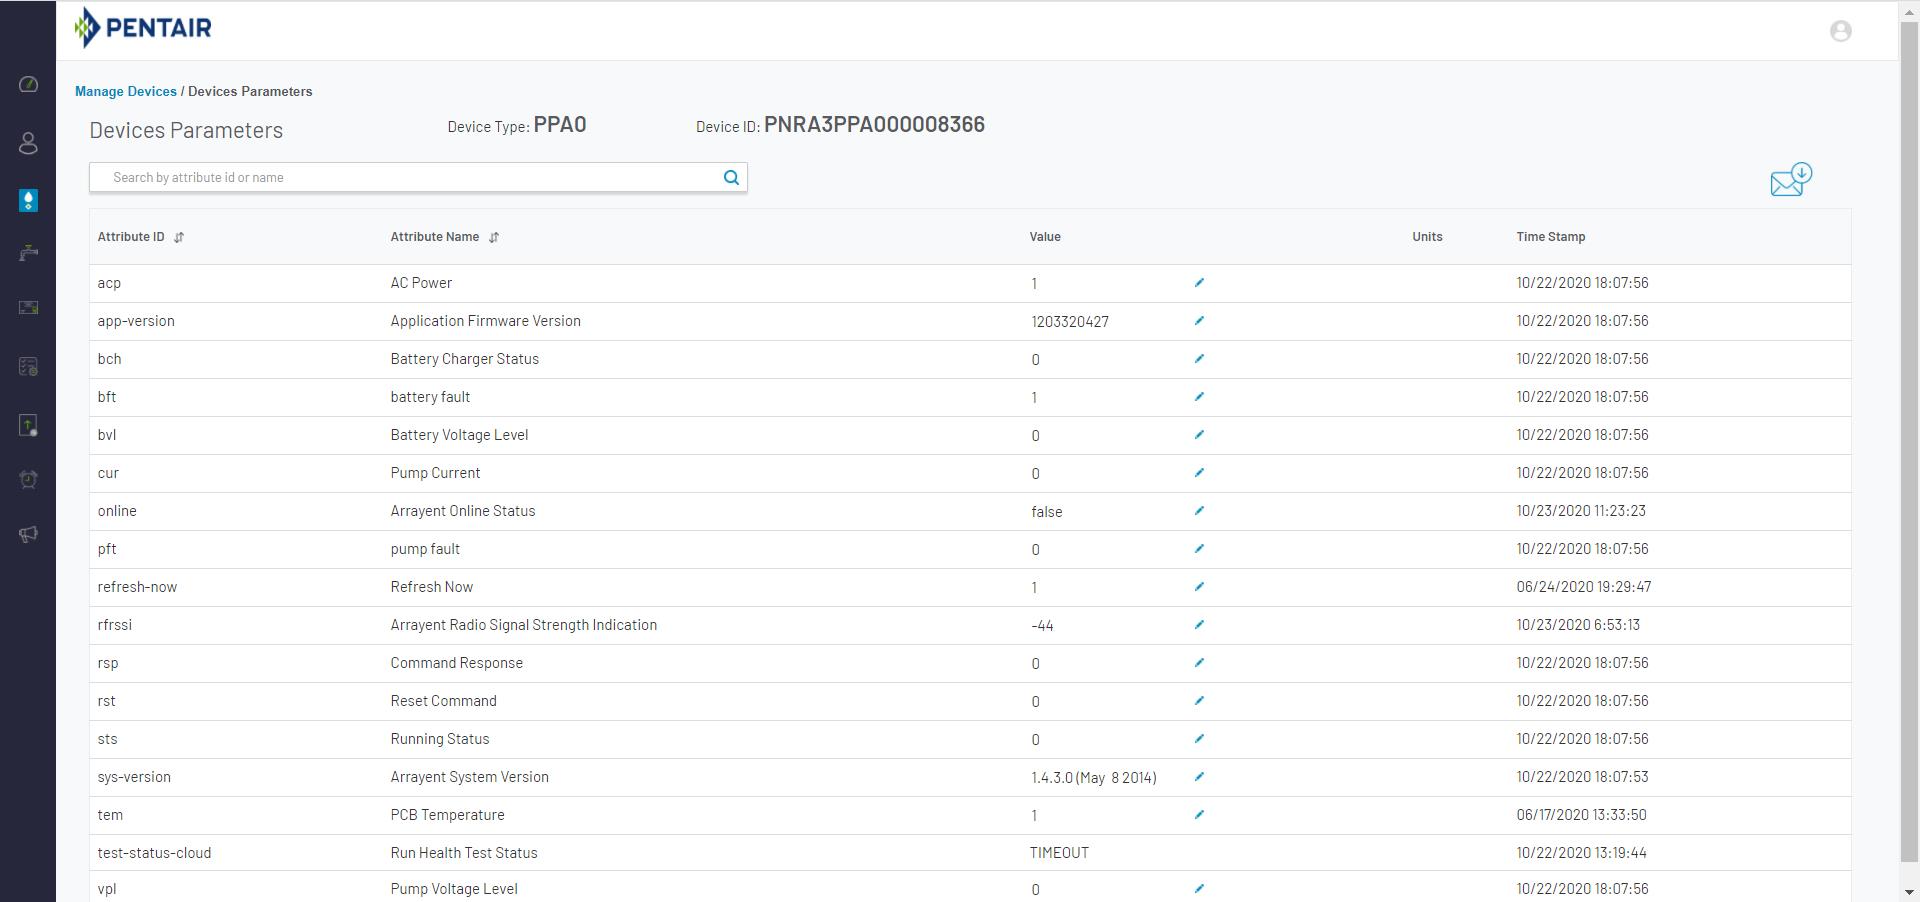 PENTAIR
Manage Devices / Devices Parameters
Devices Parameters Device Type: PPA0 Device ID: PNRA3PPA000008366
Search by attribute id or name
Attribute ID Attribute Name Value Units Time Stamp
acp AC Power 1 10/22/2020 18:07:56
app-version Application Firmware Version 1203320427 10/22/2020 18:07:56
bch Battery Charger Status 0 10/22/2020 18:07:56
bft battery fault 1 10/22/2020 18:07:56
bvl Battery Voltage Level 0 10/22/2020 18:07:56
cur Pump Current 0 10/22/2020 18:07:56
online Arrayent Online Status false 10/23/2020 11:23:23
pft pump fault 0 10/22/2020 18:07:56
refresh-now Refresh Now 1 06/24/2020 19:29:47
rfrssi Arrayent Radio Signal Strength Indication -44 10/23/2020 6:53:13
rsp Command Response 0 10/22/2020 18:07:56
rst Reset Command 0 10/22/2020 18:07:56
sts Running Status 0 10/22/2020 18:07:56
sys-version Arrayent System Version 1.4.3.0 (May 8 2014) 10/22/2020 18:07:53
tem PCB Temperature 1 06/17/2020 13:33:50
test-status-cloud Run Health Test Status TIMEOUT 10/22/2020 13:19:44
vpl Pump Voltage Level 0 10/22/2020 18:07:56